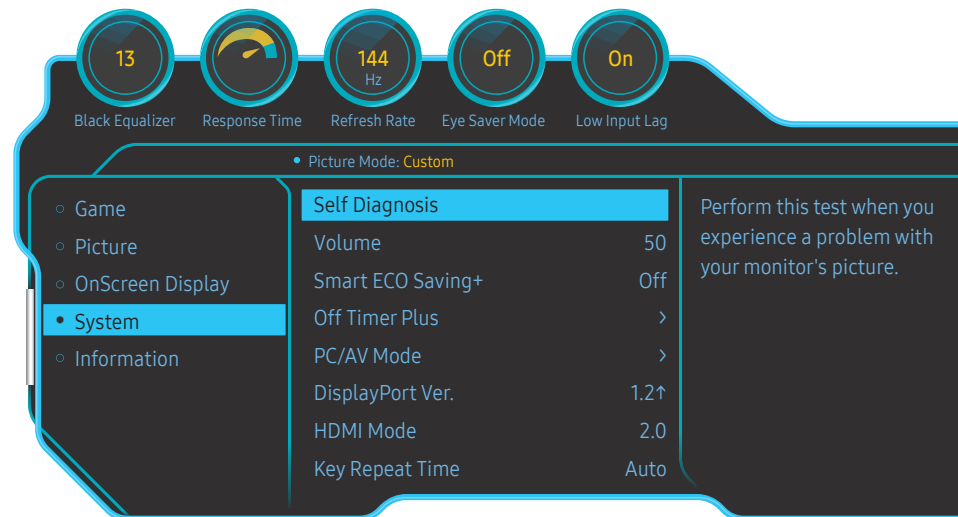 13
144
Hz
Off
On
Black Equalizer
Response Time
Refresh Rate
Eye Saver Mode
Low Input Lag
Picture Mode: Custom
Game
Picture
OnScreen Display
System
Information
Self Diagnosis
Volume 50
Smart ECO Saving+ Off
Off Timer Plus >
PC/AV Mode >
DisplayPort Ver. 1.2↑
HDMI Mode 2.0
Key Repeat Time Auto
Perform this test when you
experience a problem with
your monitor's picture.